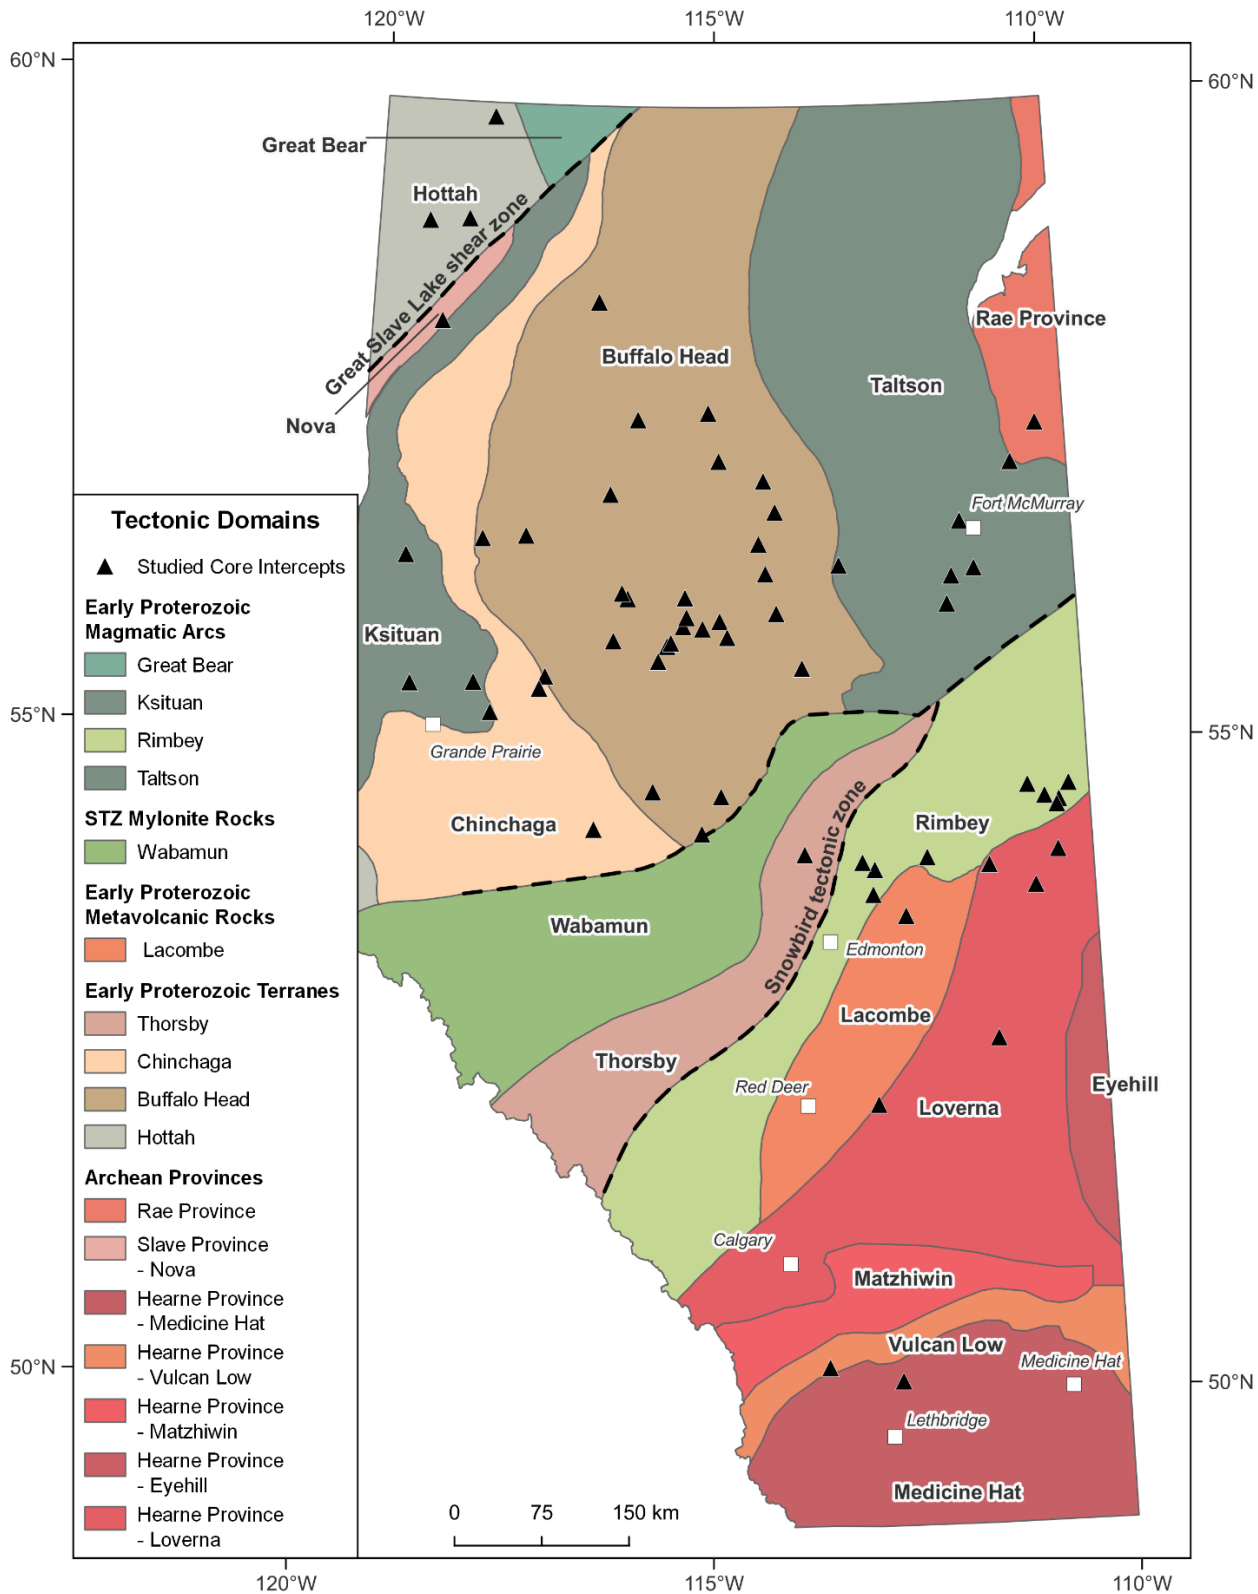 120°W
115°W
110°W
60°N
60°N
Great Bear
Hottah
Great Slave Lake shear zone
Rae Province
Buffalo Head
Taltson
Nova
Fort McMurray
Ksituan
55°N
55°N
Grande Prairie
Chinchaga
Rimbey
Snowbird tectonic zone
Wabamun
Edmonton
Lacombe
Thorsby
Red Deer
Eyehill
Loverna
Calgary
Matzhiwin
Vulcan Low
Medicine Hat
50°N
50°N
Lethbridge
Medicine Hat
0 75 150 km
120°W
115°W
110°W
Tectonic Domains
Studied Core Intercepts
Early Proterozoic
Magmatic Arcs
Great Bear
Ksituan
Rimbey
Taltson
STZ Mylonite Rocks
Wabamun
Early Proterozoic
Metavolcanic Rocks
Lacombe
Early Proterozoic Terranes
Thorsby
Chinchaga
Buffalo Head
Hottah
Archean Provinces
Rae Province
Slave Province
- Nova
Hearne Province
- Medicine Hat
Hearne Province
- Vulcan Low
Hearne Province
- Matzhiwin
Hearne Province
- Eyehill
Hearne Province
- Loverna